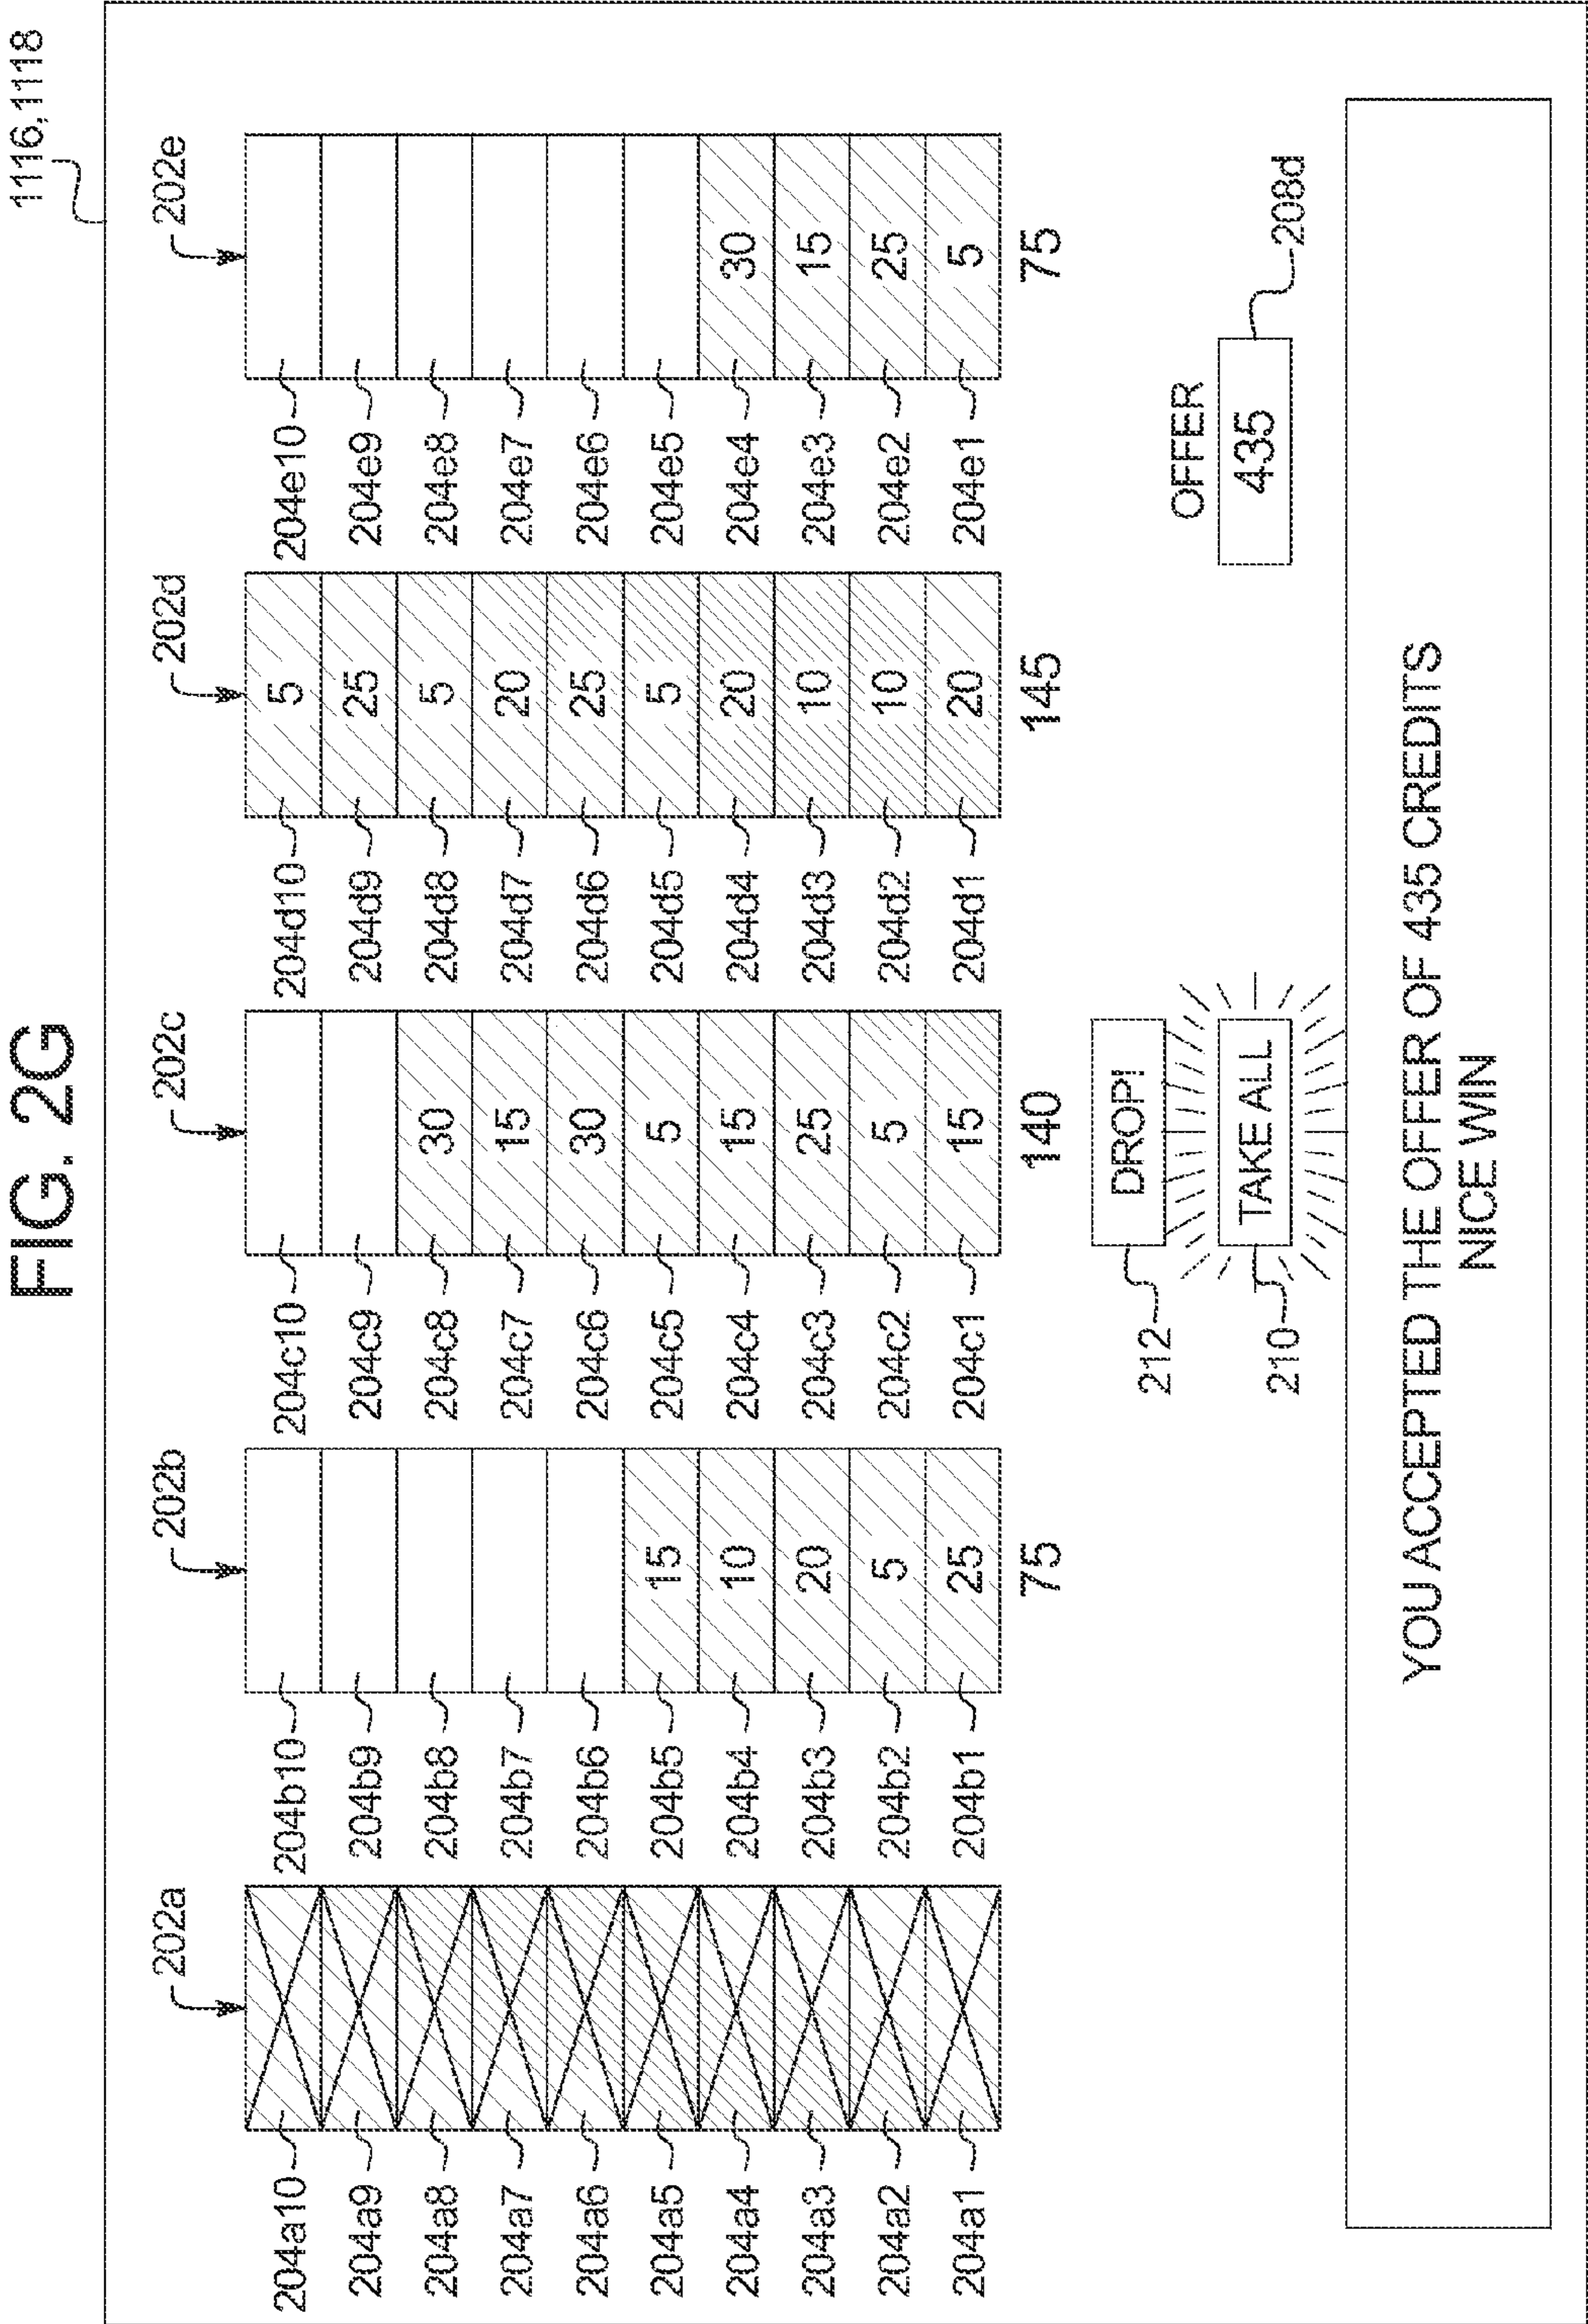 FIG. 2G
1116,1118
202a
202b
202c
202d
202e
204a10
204a9
204a8
204a7
204a6
204a5
204a4
204a3
204a2
204a1
204b10
204b9
204b8
204b7
204b6
204b5
204b4
204b3
204b2
204b1
15
10
20
5
25
75
204c10
204c9
204c8
204c7
204c6
204c5
204c4
204c3
204c2
204c1
30
15
30
5
15
25
5
15
140
204d10
204d9
204d8
204d7
204d6
204d5
204d4
204d3
204d2
204d1
5
25
5
20
25
5
20
10
10
20
145
204e10
204e9
204e8
204e7
204e6
204e5
204e4
204e3
204e2
204e1
30
15
25
5
75
212
DROP!
210
TAKE ALL
OFFER
435
208d
YOU ACCEPTED THE OFFER OF 435 CREDITS
NICE WIN